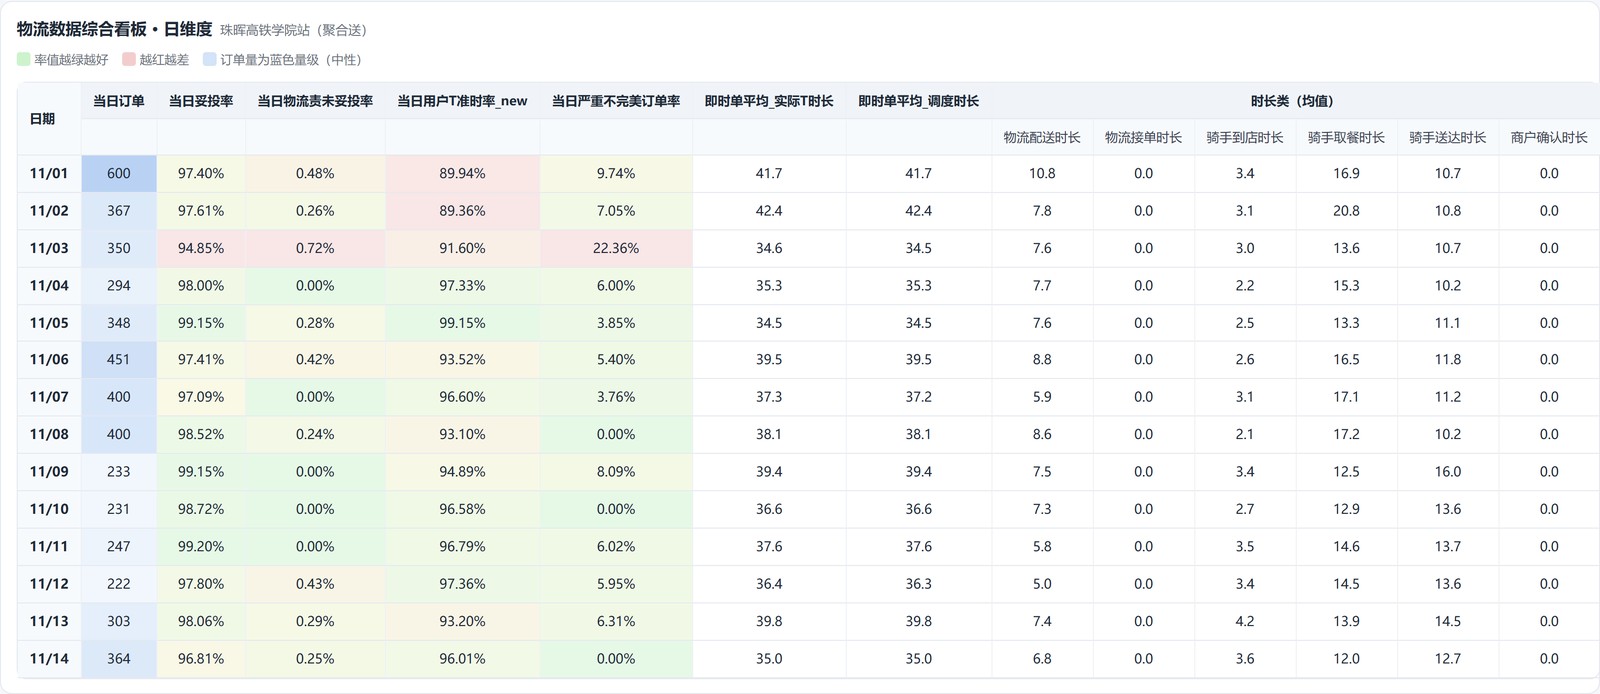 物流数据综合看板 • 日维度 珠晖高铁学院站（聚合送）
率值越绿越好 越红越差 订单量为蓝色量级（中性）
日期 当日订单 当日妥投率 当日物流责未妥投率 当日用户T准时率_new 当日严重不完美订单率 即时单平均_实际T时长 即时单平均_调度时长 时长类（均值）
物流配送时长 物流接单时长 骑手到店时长 骑手取餐时长 骑手送达时长 商户确认时长
11/01 600 97.40% 0.48% 89.94% 9.74% 41.7 41.7 10.8 0.0 3.4 16.9 10.7 0.0
11/02 367 97.61% 0.26% 89.36% 7.05% 42.4 42.4 7.8 0.0 3.1 20.8 10.8 0.0
11/03 350 94.85% 0.72% 91.60% 22.36% 34.6 34.5 7.6 0.0 3.0 13.6 10.7 0.0
11/04 294 98.00% 0.00% 97.33% 6.00% 35.3 35.3 7.7 0.0 2.2 15.3 10.2 0.0
11/05 348 99.15% 0.28% 99.15% 3.85% 34.5 34.5 7.6 0.0 2.5 13.3 11.1 0.0
11/06 451 97.41% 0.42% 93.52% 5.40% 39.5 39.5 8.8 0.0 2.6 16.5 11.8 0.0
11/07 400 97.09% 0.00% 96.60% 3.76% 37.3 37.2 5.9 0.0 3.1 17.1 11.2 0.0
11/08 400 98.52% 0.24% 93.10% 0.00% 38.1 38.1 8.6 0.0 2.1 17.2 10.2 0.0
11/09 233 99.15% 0.00% 94.89% 8.09% 39.4 39.4 7.5 0.0 3.4 12.5 16.0 0.0
11/10 231 98.72% 0.00% 96.58% 0.00% 36.6 36.6 7.3 0.0 2.7 12.9 13.6 0.0
11/11 247 99.20% 0.00% 96.79% 6.02% 37.6 37.6 5.8 0.0 3.5 14.6 13.7 0.0
11/12 222 97.80% 0.43% 97.36% 5.95% 36.4 36.3 5.0 0.0 3.4 14.5 13.6 0.0
11/13 303 98.06% 0.29% 93.20% 6.31% 39.8 39.8 7.4 0.0 4.2 13.9 14.5 0.0
11/14 364 96.81% 0.25% 96.01% 0.00% 35.0 35.0 6.8 0.0 3.6 12.0 12.7 0.0